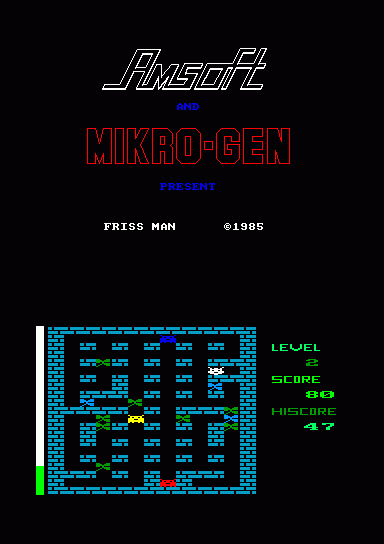 Amsoft
AND
MIKRO-GEN
PRESENT
FRISS MAN ©1985
LEVEL
2
SCORE
80
HISCORE
47